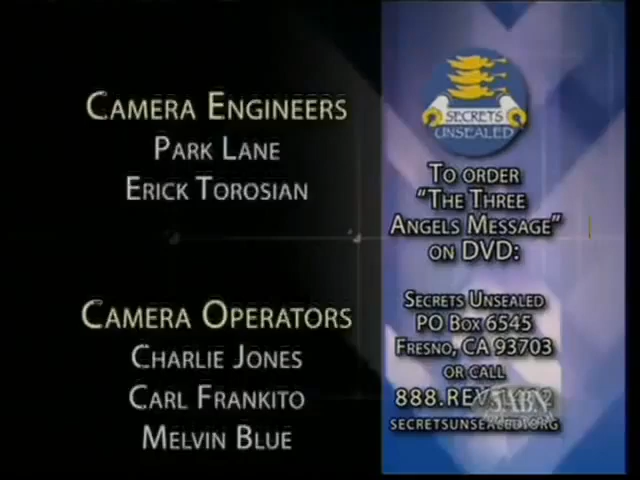 CAMERA ENGINEERS
PARK LANE
ERICK TOROSIAN
CAMERA OPERATORS
CHARLIE JONES
CARL FRANKITO
MELVIN BLUE
SECRETS
UNSEALED
TO ORDER
"THE THREE
ANGELS MESSAGE"
ON DVD:
SECRETS UNSEALED
PO BOX 6545
FRESNO, CA 93703
OR CALL
3ABN
SECRETSUNSEALED.ORG